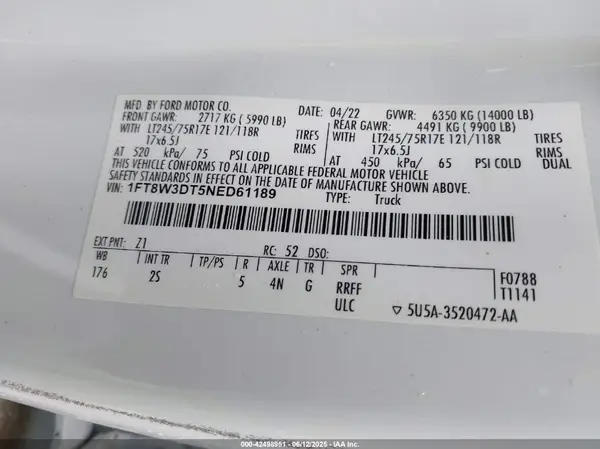 MFD. BY FORD MOTOR CO.
DATE: 04/22 GVWR: 6350 KG (14000 LB)
FRONT GAWR: 2717 KG (5990 LB) REAR GAWR: 4491 KG (9900 LB)
WITH LT245/75R17E 121/118R TIRES WITH LT245/75R17E 121/118R TIRES
17x6.5J RIMS 17x6.5J RIMS
AT 520 kPa/ 75 PSI COLD AT 450 kPa/ 65 PSI COLD DUAL
THIS VEHICLE CONFORMS TO ALL APPLICABLE FEDERAL MOTOR VEHICLE
SAFETY STANDARDS IN EFFECT ON THE DATE OF MANUFACTURE SHOWN ABOVE.
VIN: 1FT8W3DT5NED61189 TYPE: Truck
EXT PNT: Z1 RC: 52 DSO:
WB INT TR TP/PS R AXLE TR SPR
176 2S 5 4N G RRFF
ULC
F0788
T1141
▽ 5U5A-3520472-AA
00--42498951 - 06/12/2025 - IAA